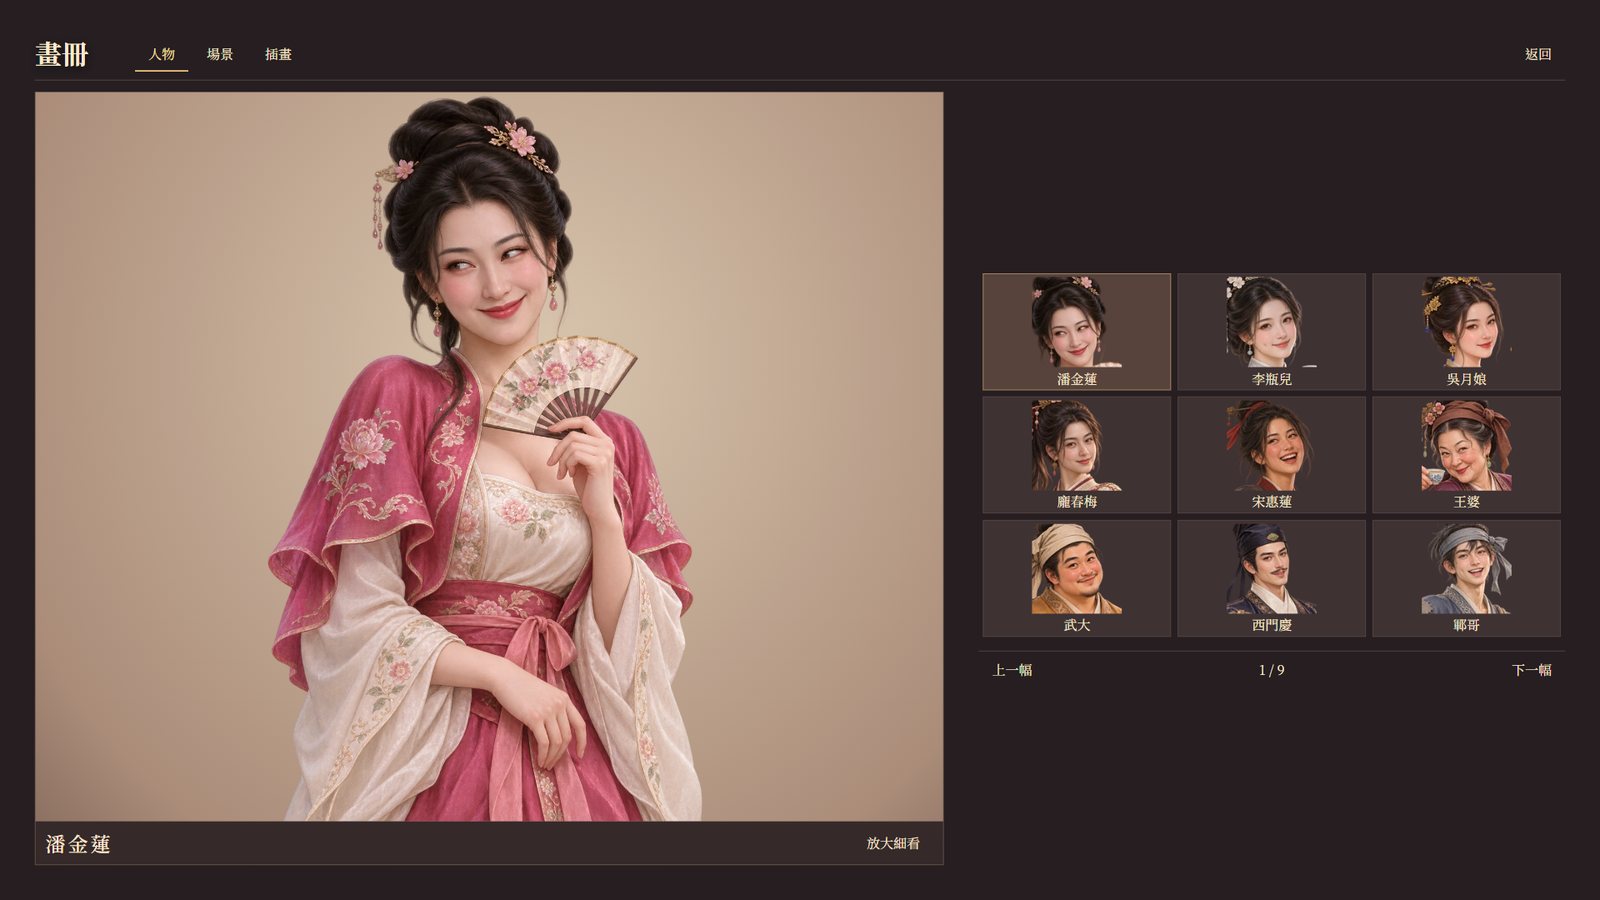 畫冊
人物 場景 插畫
返回
潘金蓮 李瓶兒 吳月娘
龐春梅 宋惠蓮 王婆
武大 西門慶 鄆哥
上一幅 1 / 9 下一幅
潘金蓮
放大細看